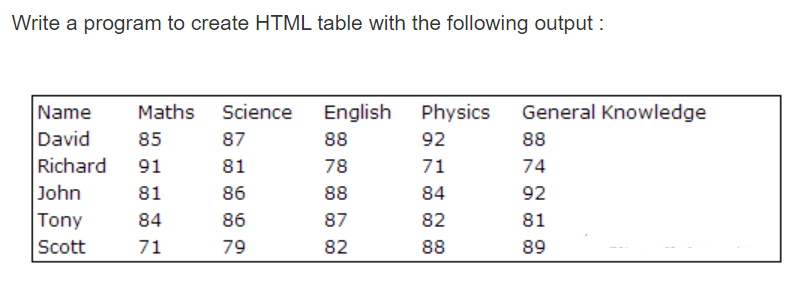 Write a program to create HTML table with the following output :
Name Maths Science English Physics General Knowledge
David 85 87 88 92 88
Richard 91 81 78 71 74
John 81 86 88 84 92
Tony 84 86 87 82 81
Scott 71 79 82 88 89